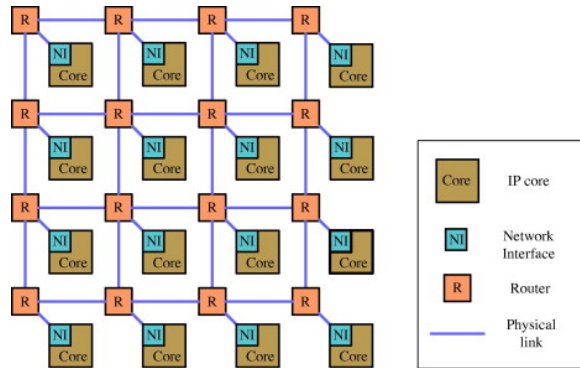 R R R R
NI NI NI NI
Core Core Core Core
R R R R
NI NI NI NI
Core Core Core Core
R R R R
NI NI NI NI
Core Core Core Core
R R R R
NI NI NI NI
Core Core Core Core
Core IP core
NI Network
Interface
R Router
Physical
link